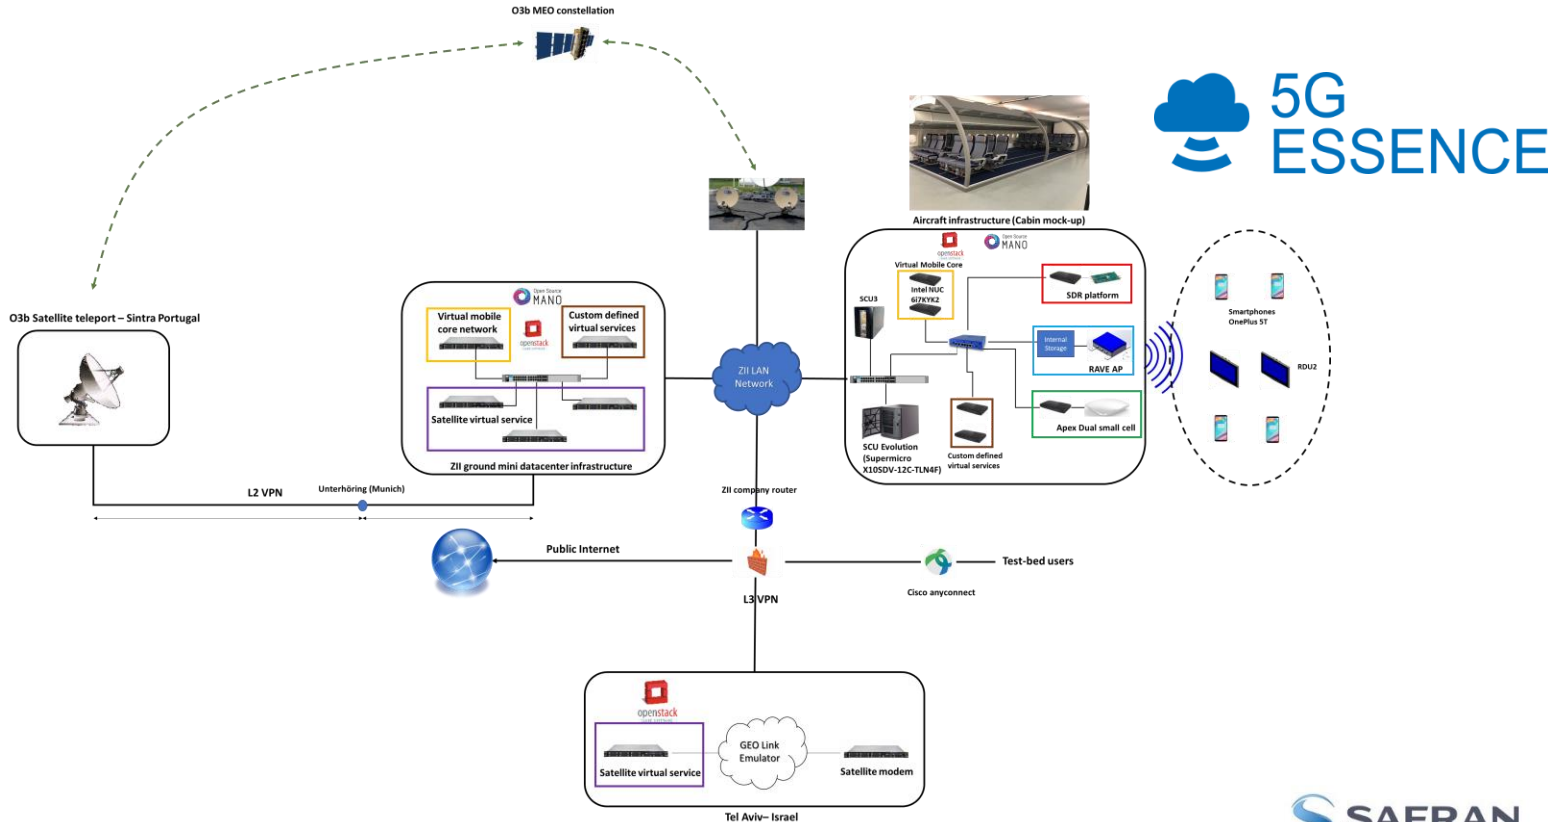 O3b MEO constellation
5G
ESSENCE
Aircraft infrastructure (Cabin mock-up)
openstack
Open Source
MANO
Virtual Mobile Core
Intel NUC
6i7KYK2
SCU3
SDR platform
Internal
Storage
RAVE AP
Apex Dual small cell
SCU Evolution
(Supermicro
X10SDV-12C-TLN4F)
Custom defined
virtual services
Smartphones
OnePlus 5T
RDU2
O3b Satellite teleport – Sintra Portugal
Open Source
MANO
Virtual mobile
core network
openstack
Custom defined
virtual services
Satellite virtual service
ZII ground mini datacenter infrastructure
ZII LAN
Network
L2 VPN
Unterhöring (Munich)
ZII company router
Public Internet
Test-bed users
Cisco anyconnect
L3 VPN
openstack
GEO Link
Emulator
Satellite virtual service
Satellite modem
Tel Aviv– Israel
SAFRAN